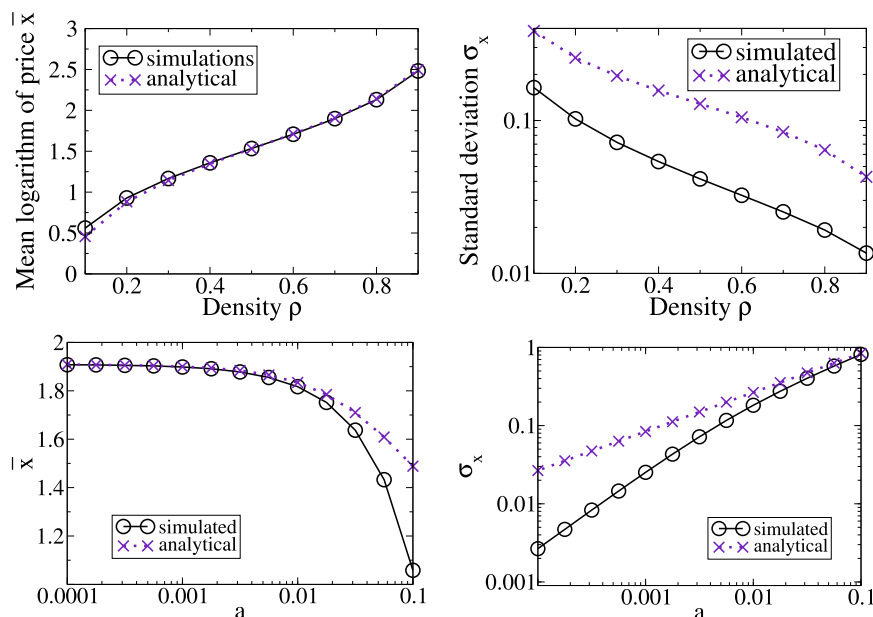 Mean logarithm of price x̄
3
2.5
2
1.5
1
0.5
0
simulations
analytical
0.2 0.4 0.6 0.8
Density ρ
Standard deviation σx
0.1
0.01
simulated
analytical
0.2 0.4 0.6 0.8
Density ρ
x̄
2
1.8
1.6
1.4
1.2
simulated
analytical
0.0001 0.001 0.01 0.1
a
σx
1
0.1
0.01
0.001
simulated
analytical
0.001 0.01 0.1
a